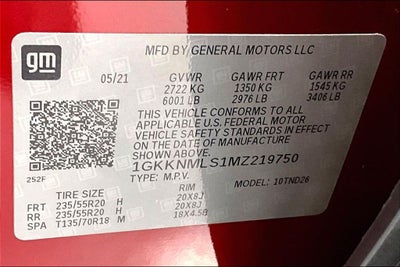 gm
MFD BY GENERAL MOTORS LLC
05/21 GVWR GAWR FRT GAWR RR
2722 KG 1350 KG 1545 KG
6001 LB 2976 LB 3406 LB
THIS VEHICLE CONFORMS TO ALL
APPLICABLE U.S. FEDERAL MOTOR
VEHICLE SAFETY STANDARDS IN EFFECT
ON THE DATE OF MANUFACTURE
SHOWN ABOVE.
1GKKNMLS1MZ219750
252F TYPE: M.P.V. MODEL: 10TND26
TIRE SIZE RIM
FRT 235/55R20 H 20X8J
RR 235/55R20 H 20X8J
SPA T135/70R18 M 18X4.5B